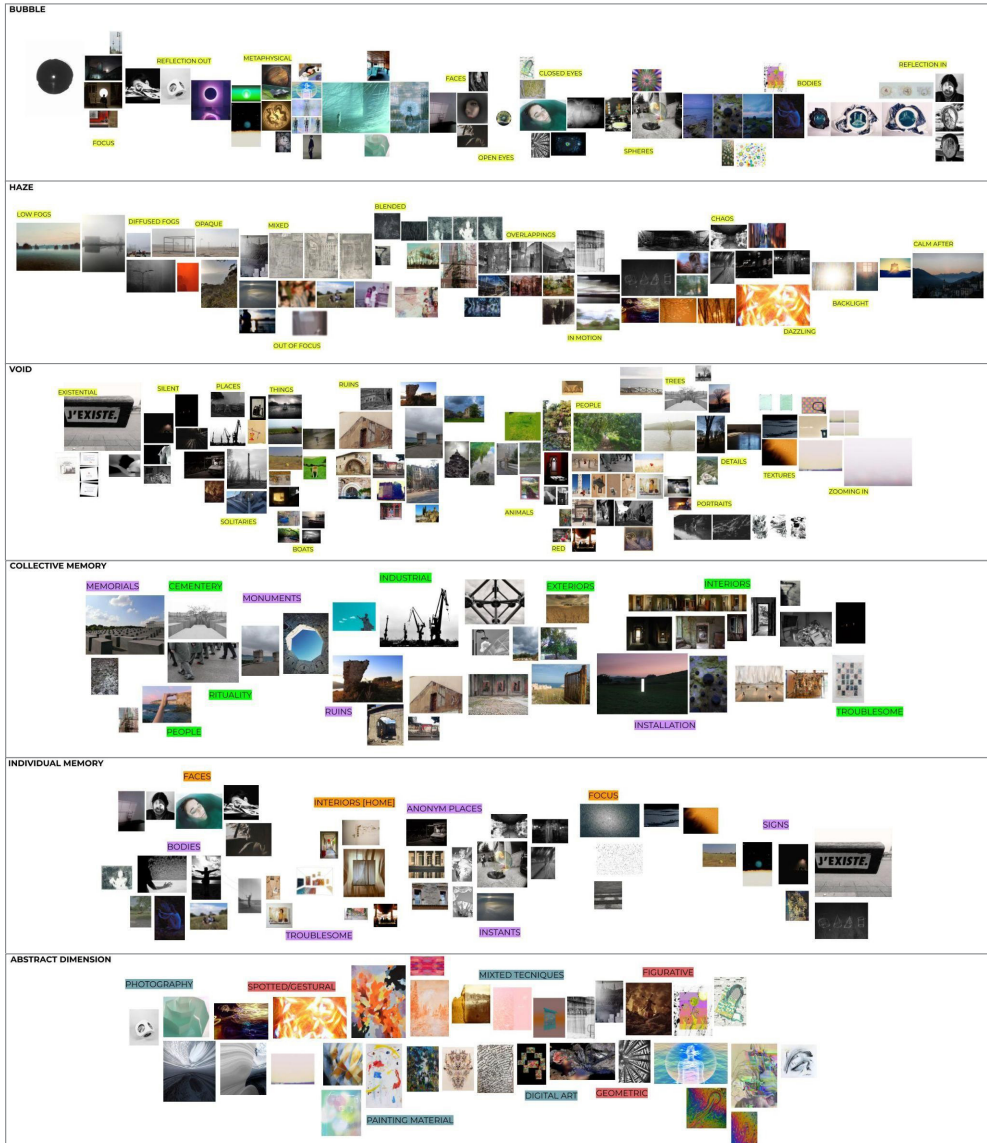 BUBBLE
REFLECTION OUT
METAPHYSICAL
FACES
CLOSED EYES
BODIES
REFLECTION IN
FOCUS
OPEN EYES
SPHERES
HAZE
LOW FOGS
DIFFUSED FOGS
OPAQUE
MIXED
BLENDED
OVERLAPPINGS
CHAOS
CALM AFTER
BACKLIGHT
OUT OF FOCUS
IN MOTION
DAZZLING
VOID
EXISTENTIAL
SILENT
PLACES
THINGS
RUINS
PEOPLE
TREES
J'EXISTE.
DETAILS
TEXTURES
ZOOMING IN
SOLITARIES
ANIMALS
PORTRAITS
BOATS
RED
COLLECTIVE MEMORY
MEMORIALS
CEMENTERY
MONUMENTS
INDUSTRIAL
EXTERIORS
INTERIORS
RITUALITY
RUINS
PEOPLE
INSTALLATION
TROUBLESOME
INDIVIDUAL MEMORY
FACES
INTERIORS [HOME]
ANONYM PLACES
FOCUS
SIGNS
BODIES
J'EXISTE.
TROUBLESOME
INSTANTS
ABSTRACT DIMENSION
PHOTOGRAPHY
SPOTTED/GESTURAL
MIXTED TECNIQUES
FIGURATIVE
PAINTING MATERIAL
DIGITAL ART
GEOMETRIC